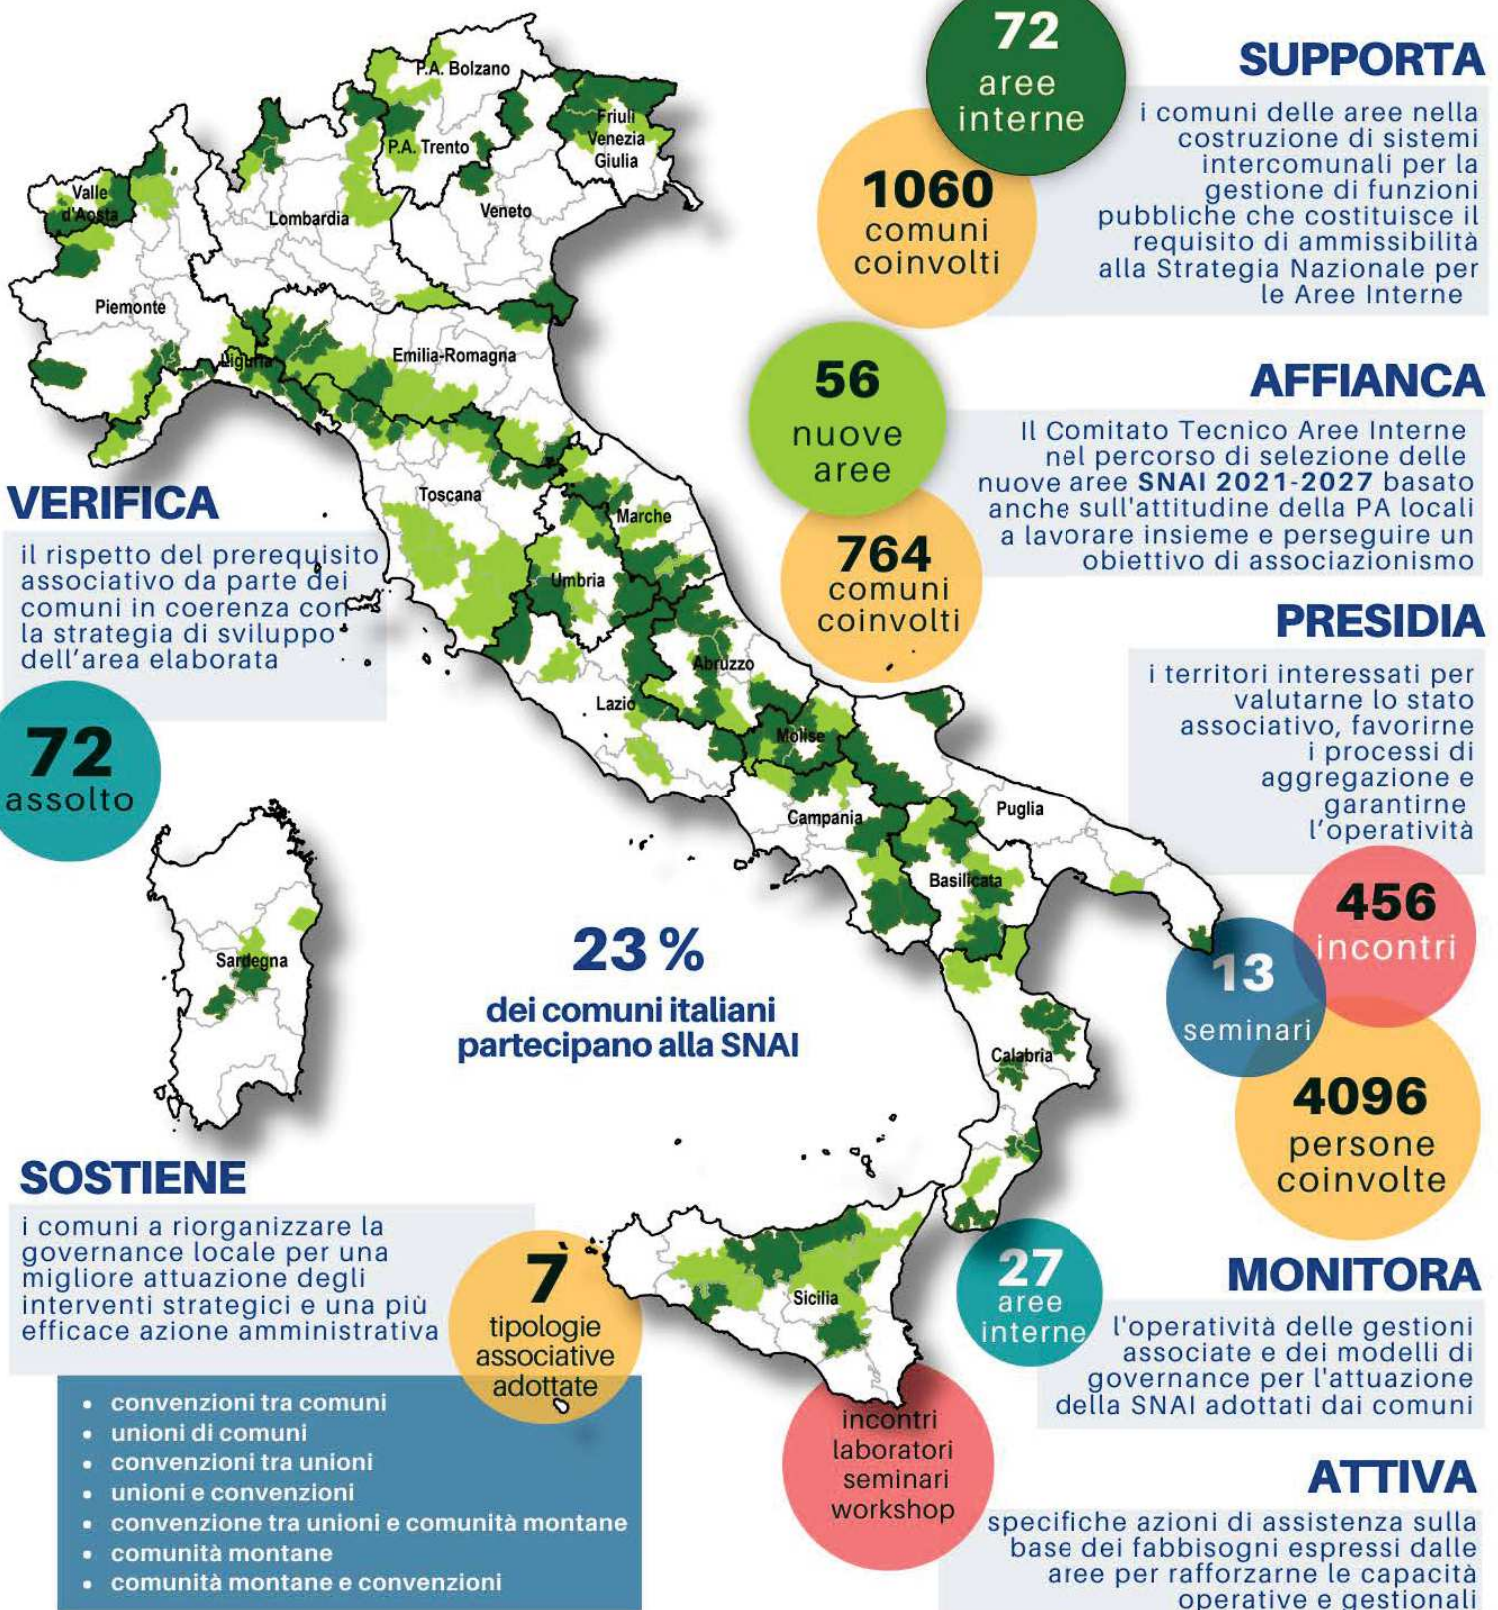 72
aree
interne
SUPPORTA
i comuni delle aree nella
costruzione di sistemi
intercomunali per la
gestione di funzioni
pubbliche che costituisce il
requisito di ammissibilità
alla Strategia Nazionale per
le Aree Interne
1060
comuni
coinvolti
P.A. Bolzano
Friuli
Venezia
Giulia
P.A. Trento
Valle
d'Aosta
Lombardia
Veneto
Piemonte
Liguria
Emilia-Romagna
Toscana
Marche
Umbria
Abruzzo
Lazio
Molise
Campania
Puglia
Basilicata
Sardegna
Calabria
Sicilia
56
nuove
aree
AFFIANCA
Il Comitato Tecnico Aree Interne
nel percorso di selezione delle
nuove aree SNAI 2021-2027 basato
anche sull'attitudine della PA locali
a lavorare insieme e perseguire un
obiettivo di associazionismo
764
comuni
coinvolti
VERIFICA
il rispetto del prerequisito
associativo da parte dei
comuni in coerenza con
la strategia di sviluppo
dell'area elaborata
72
assolto
PRESIDIA
i territori interessati per
valutarne lo stato
associativo, favorirne
i processi di
aggregazione e
garantirne
l'operatività
456
incontri
13
seminari
4096
persone
coinvolte
23 %
dei comuni italiani
partecipano alla SNAI
SOSTIENE
i comuni a riorganizzare la
governance locale per una
migliore attuazione degli
interventi strategici e una più
efficace azione amministrativa
7
tipologie
associative
adottate
• convenzioni tra comuni
• unioni di comuni
• convenzioni tra unioni
• unioni e convenzioni
• convenzione tra unioni e comunità montane
• comunità montane
• comunità montane e convenzioni
27
aree
interne
MONITORA
l'operatività delle gestioni
associate e dei modelli di
governance per l'attuazione
della SNAI adottati dai comuni
incontri
laboratori
seminari
workshop
ATTIVA
specifiche azioni di assistenza sulla
base dei fabbisogni espressi dalle
aree per rafforzarne le capacità
operative e gestionali